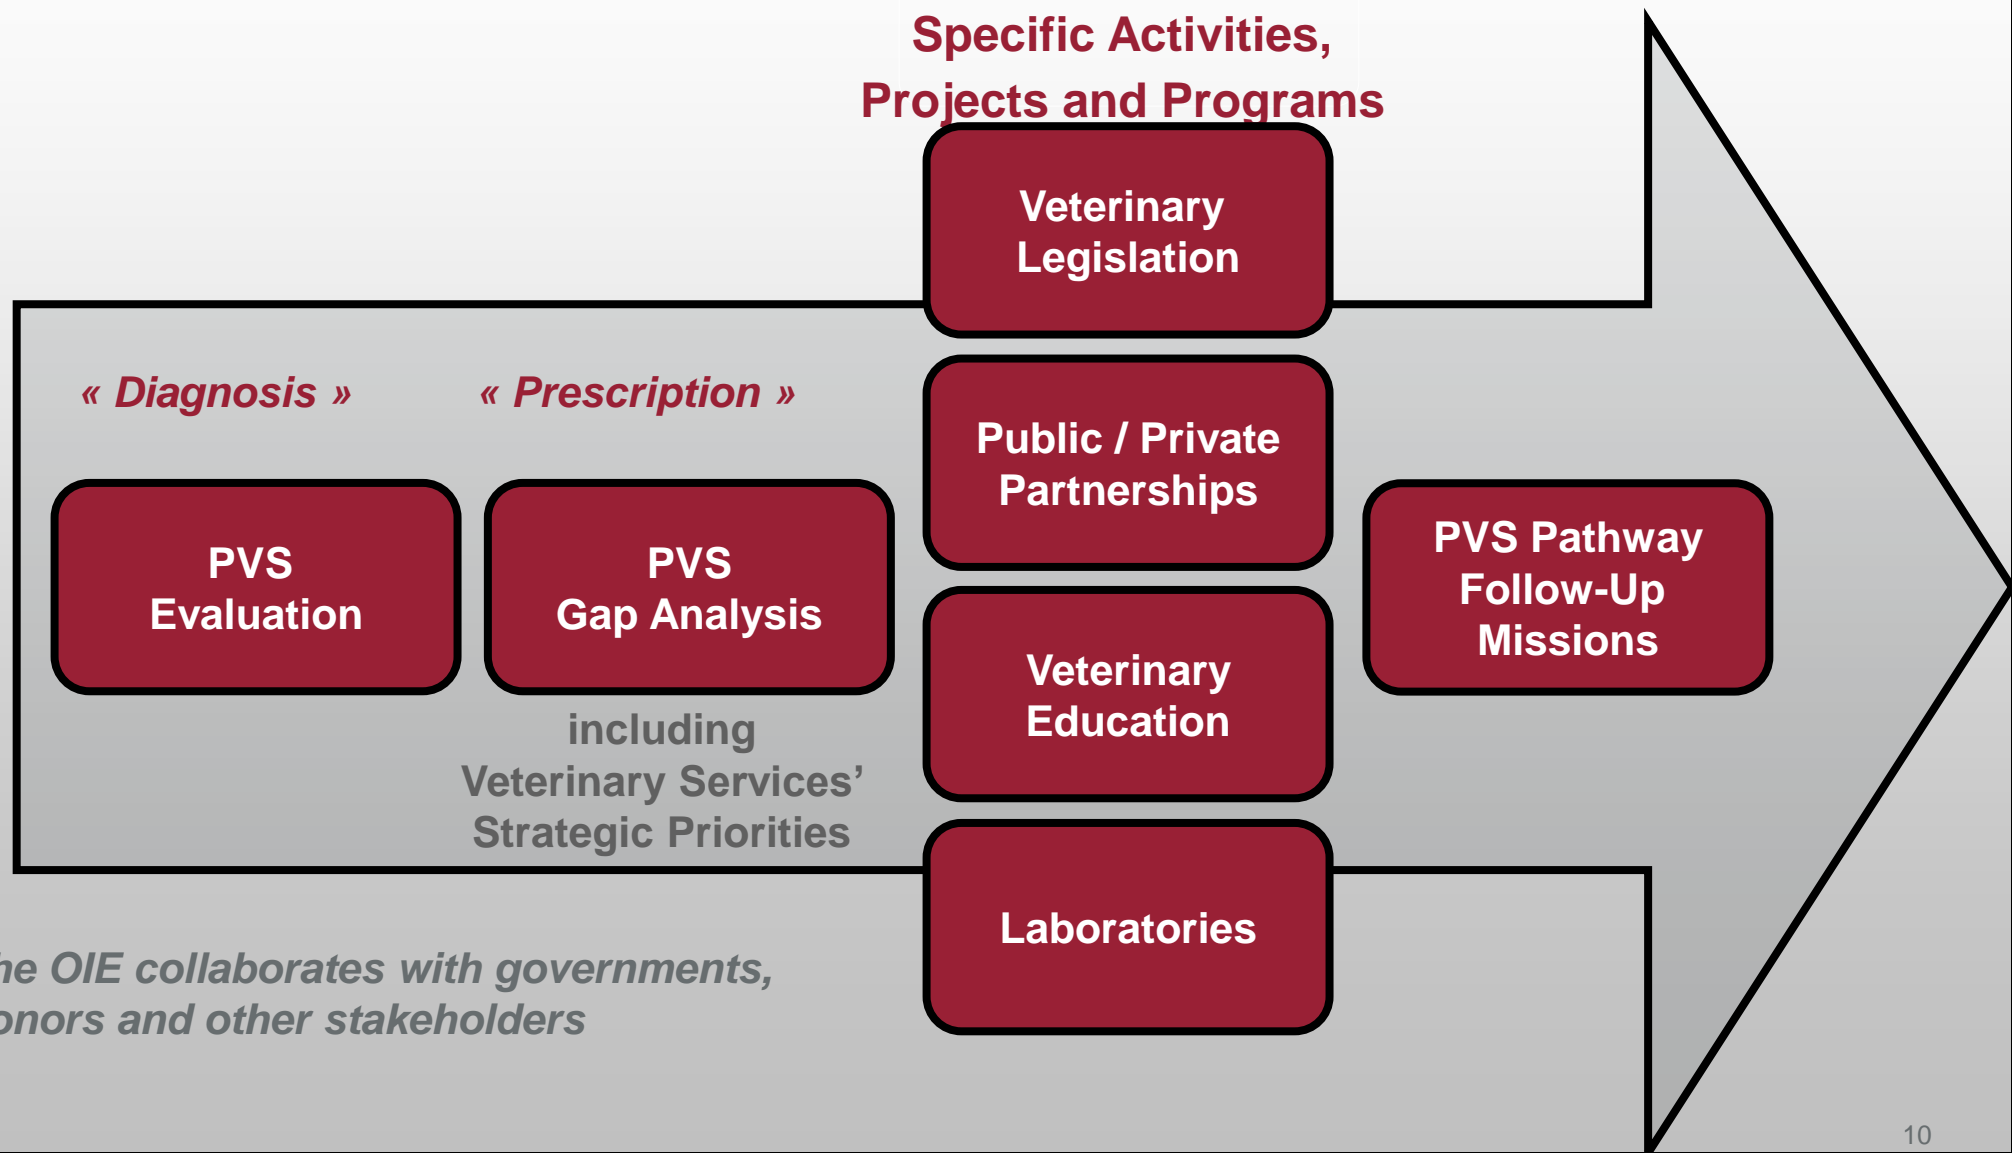 Specific Activities,
Projects and Programs
Veterinary
Legislation
« Diagnosis »
« Prescription »
Public / Private
Partnerships
PVS
Evaluation
PVS
Gap Analysis
including
Veterinary Services’
Strategic Priorities
Veterinary
Education
PVS Pathway
Follow-Up
Missions
Laboratories
he OIE collaborates with governments,
onors and other stakeholders
10